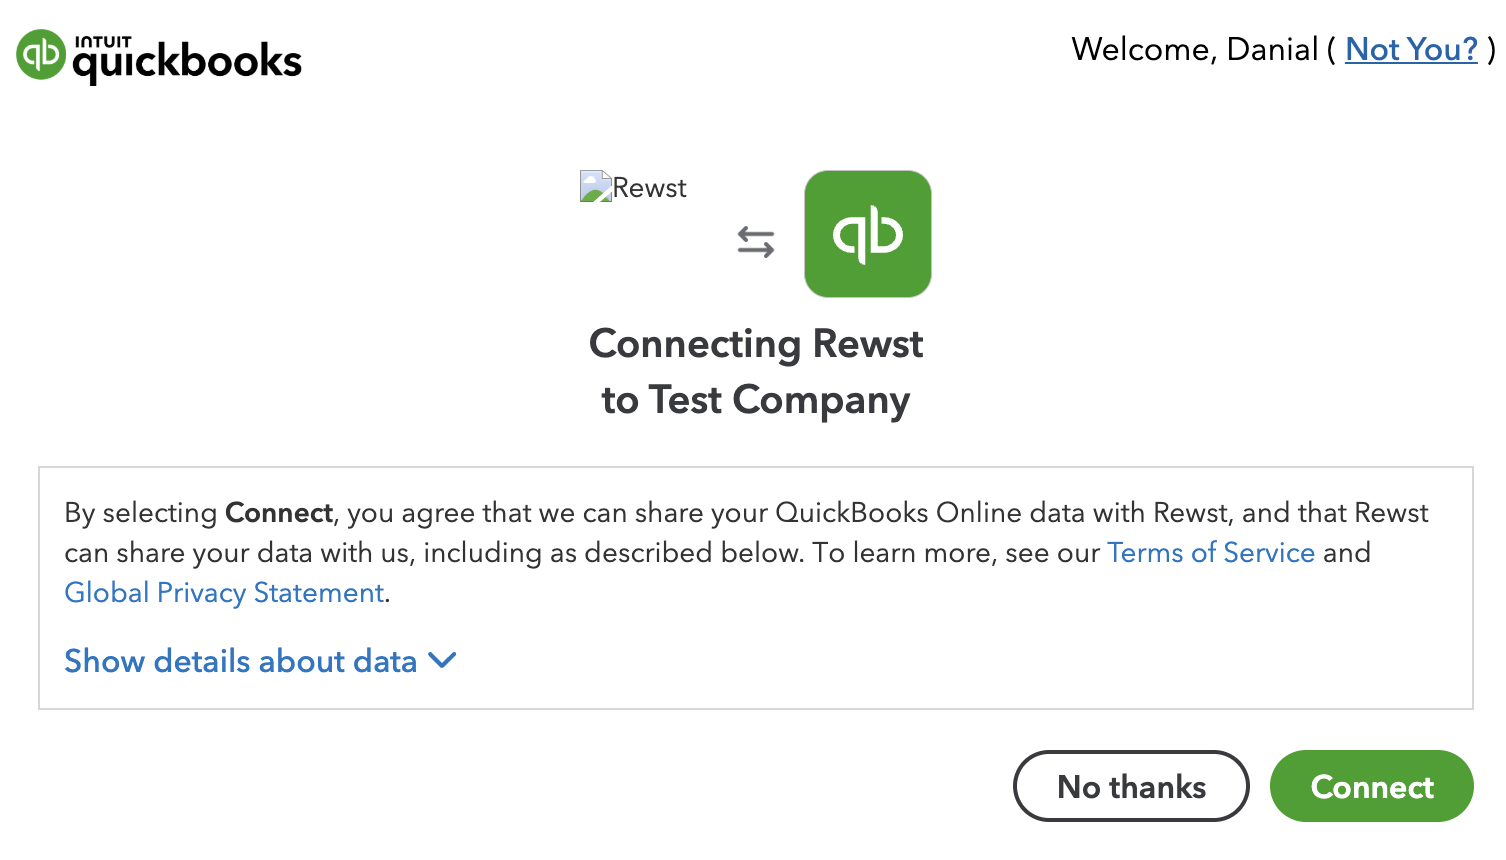 INTUIT
quickbooks
Welcome, Danial ( Not You? )
Rewst
qb
Connecting Rewst
to Test Company
By selecting Connect, you agree that we can share your QuickBooks Online data with Rewst, and that Rewst
can share your data with us, including as described below. To learn more, see our Terms of Service and
Global Privacy Statement.
Show details about data
No thanks
Connect